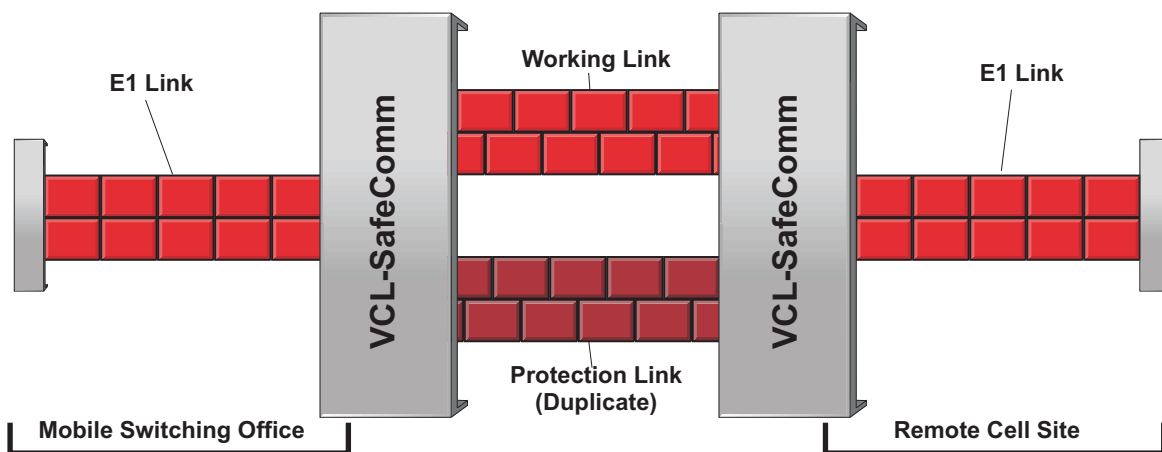 E1 Link
Working Link
E1 Link
VCL-SafeComm
VCL-SafeComm
Protection Link
(Duplicate)
Mobile Switching Office
Remote Cell Site